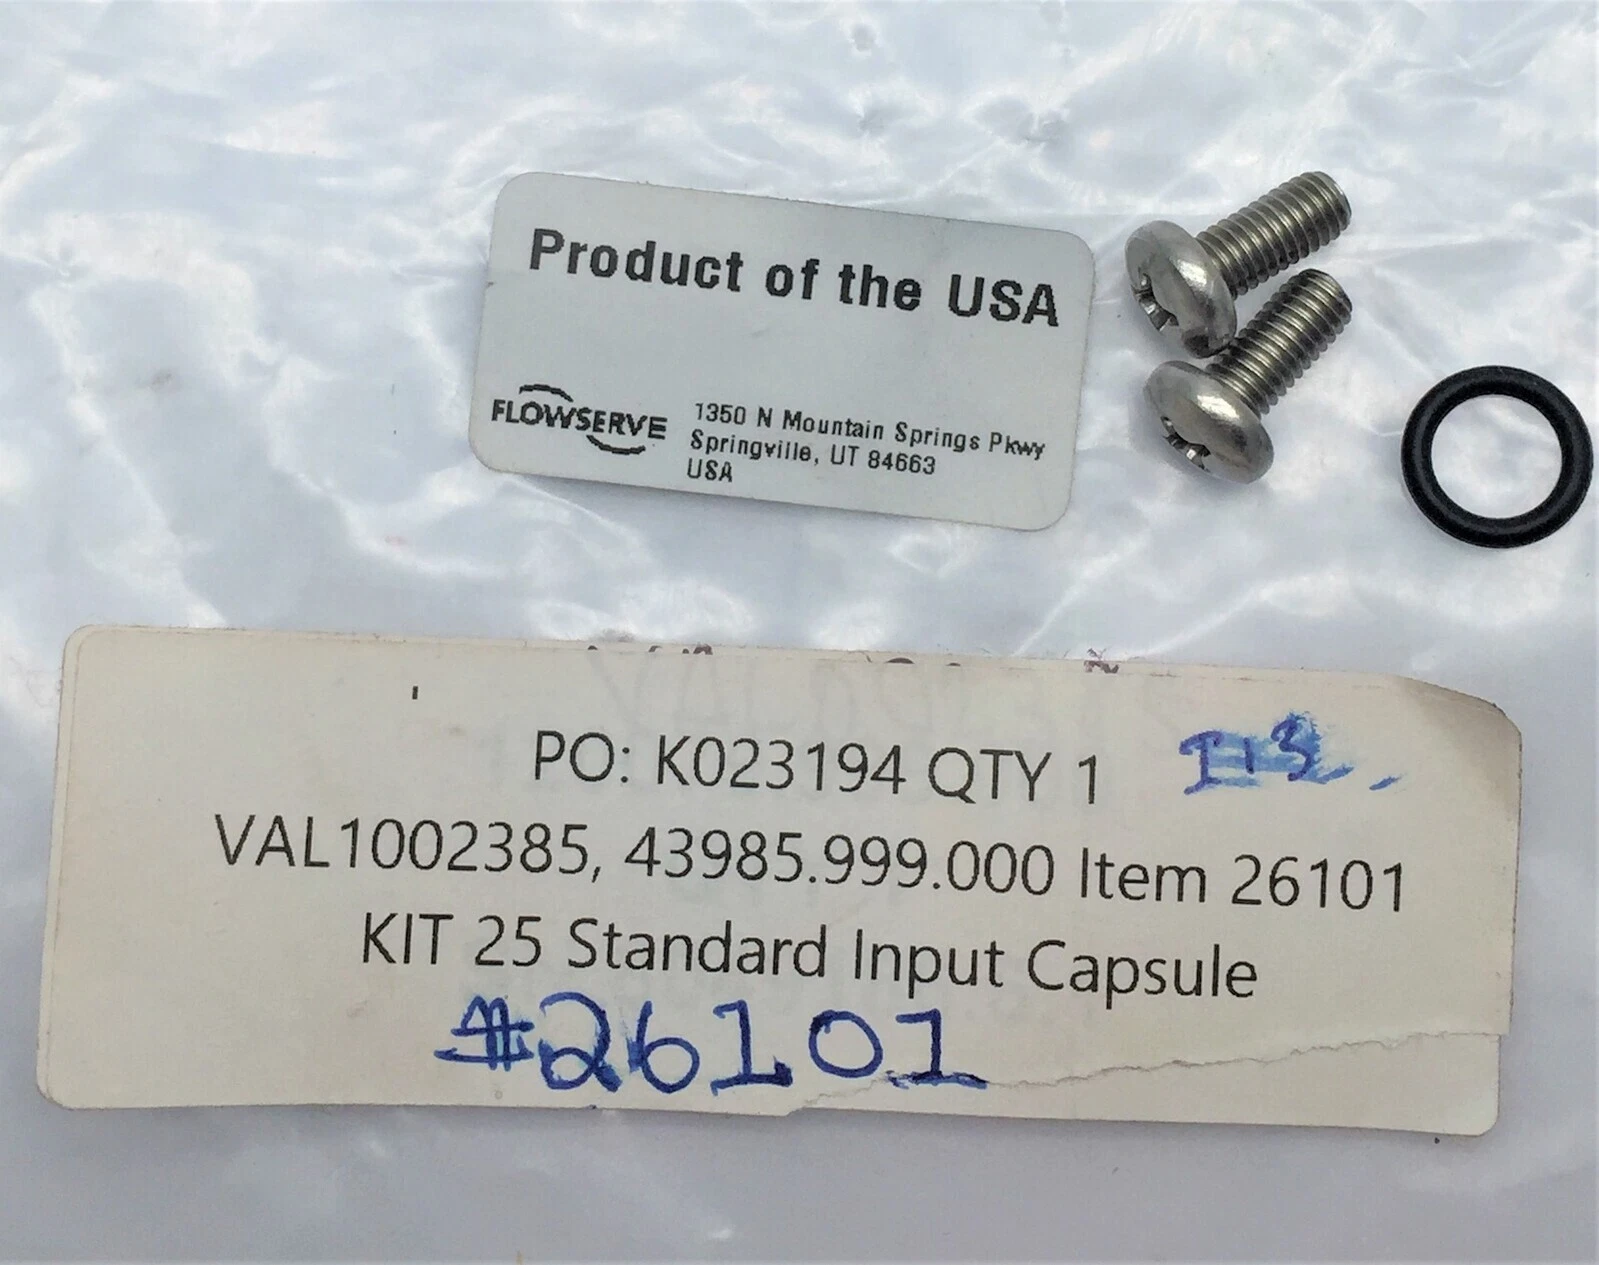 Product of the USA
FLOWSERVE
1350 N Mountain Springs Pkwy
Springville, UT 84663
USA
PO: K023194 QTY 1
VAL1002385, 43985.999.000 Item 26101
KIT 25 Standard Input Capsule
#26101